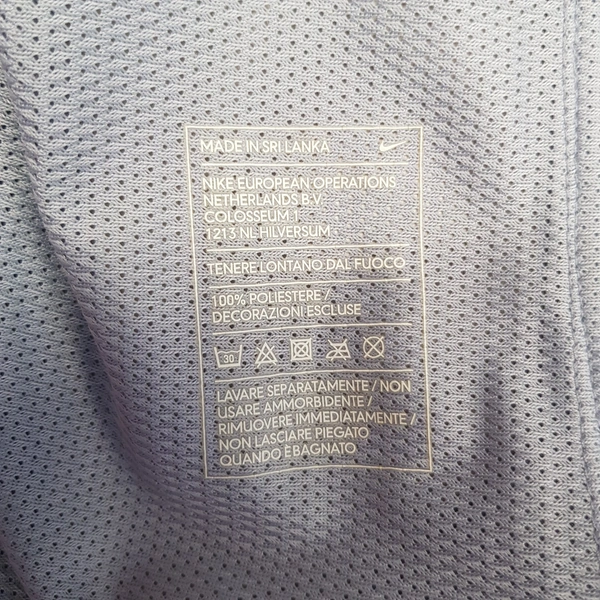 MADE IN SRI LANKA
NIKE EUROPEAN OPERATIONS
NETHERLANDS B.V.
COLOSSEUM 1
1213 NL HILVERSUM
TENERE LONTANO DAL FUOCO
100% POLIESTERE /
DECORAZIONI ESCLUSE
30
LAVARE SEPARATAMENTE / NON
USARE AMMORBIDENTE /
RIMUOVERE IMMEDIATAMENTE /
NON LASCIARE PIEGATO
QUANDO È BAGNATO